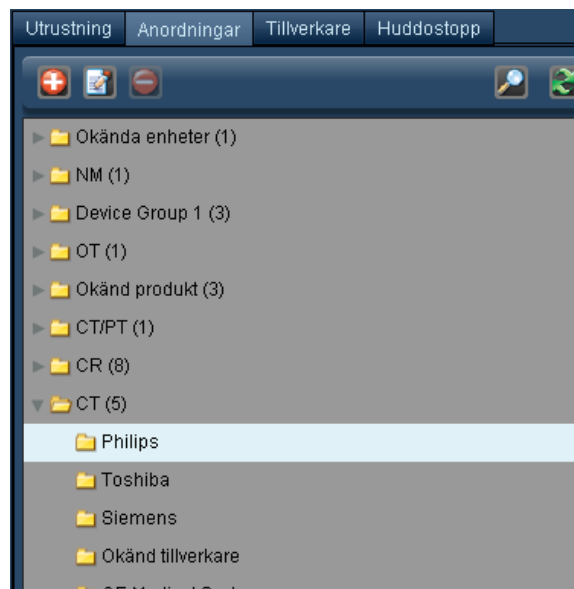 Utrustning Anordningar Tillverkare Huddostopp
Okända enheter (1)
NM (1)
Device Group 1 (3)
OT (1)
Okänd produkt (3)
CT/PT (1)
CR (8)
CT (5)
Philips
Toshiba
Siemens
Okänd tillverkare